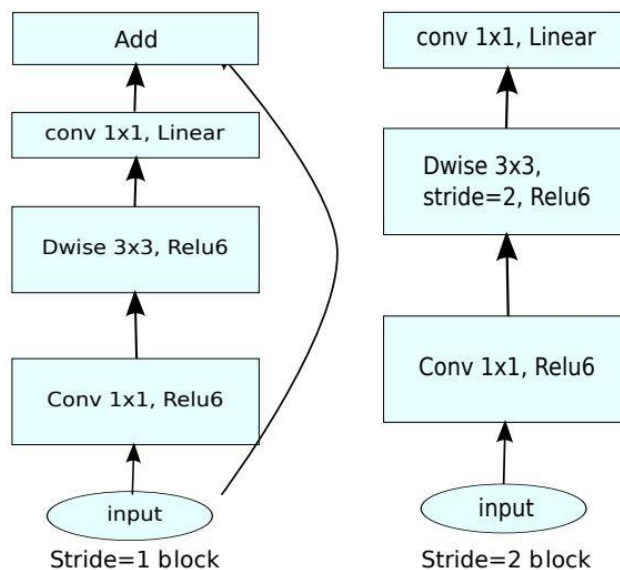 Add
conv 1x1, Linear
Dwise 3x3, Relu6
Conv 1x1, Relu6
input
Stride=1 block
conv 1x1, Linear
Dwise 3x3,
stride=2, Relu6
Conv 1x1, Relu6
input
Stride=2 block